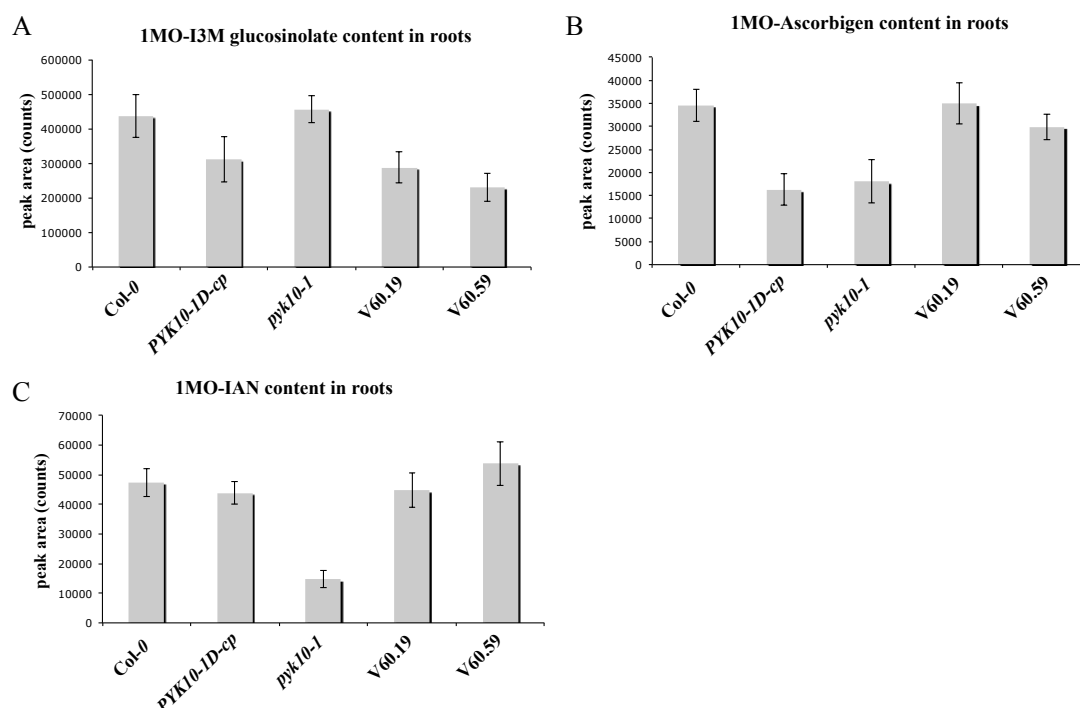 A
1MO-I3M glucosinolate content in roots
peak area (counts)
600000
500000
400000
300000
200000
100000
0
Col-0
PYK10-1D-cp
pyk10-1
V60.19
V60.59
B
1MO-Ascorbigen content in roots
peak area (counts)
45000
40000
35000
30000
25000
20000
15000
10000
5000
0
Col-0
PYK10-1D-cp
pyk10-1
V60.19
V60.59
C
1MO-IAN content in roots
peak area (counts)
70000
60000
50000
40000
30000
20000
10000
0
Col-0
PYK10-1D-cp
pyk10-1
V60.19
V60.59